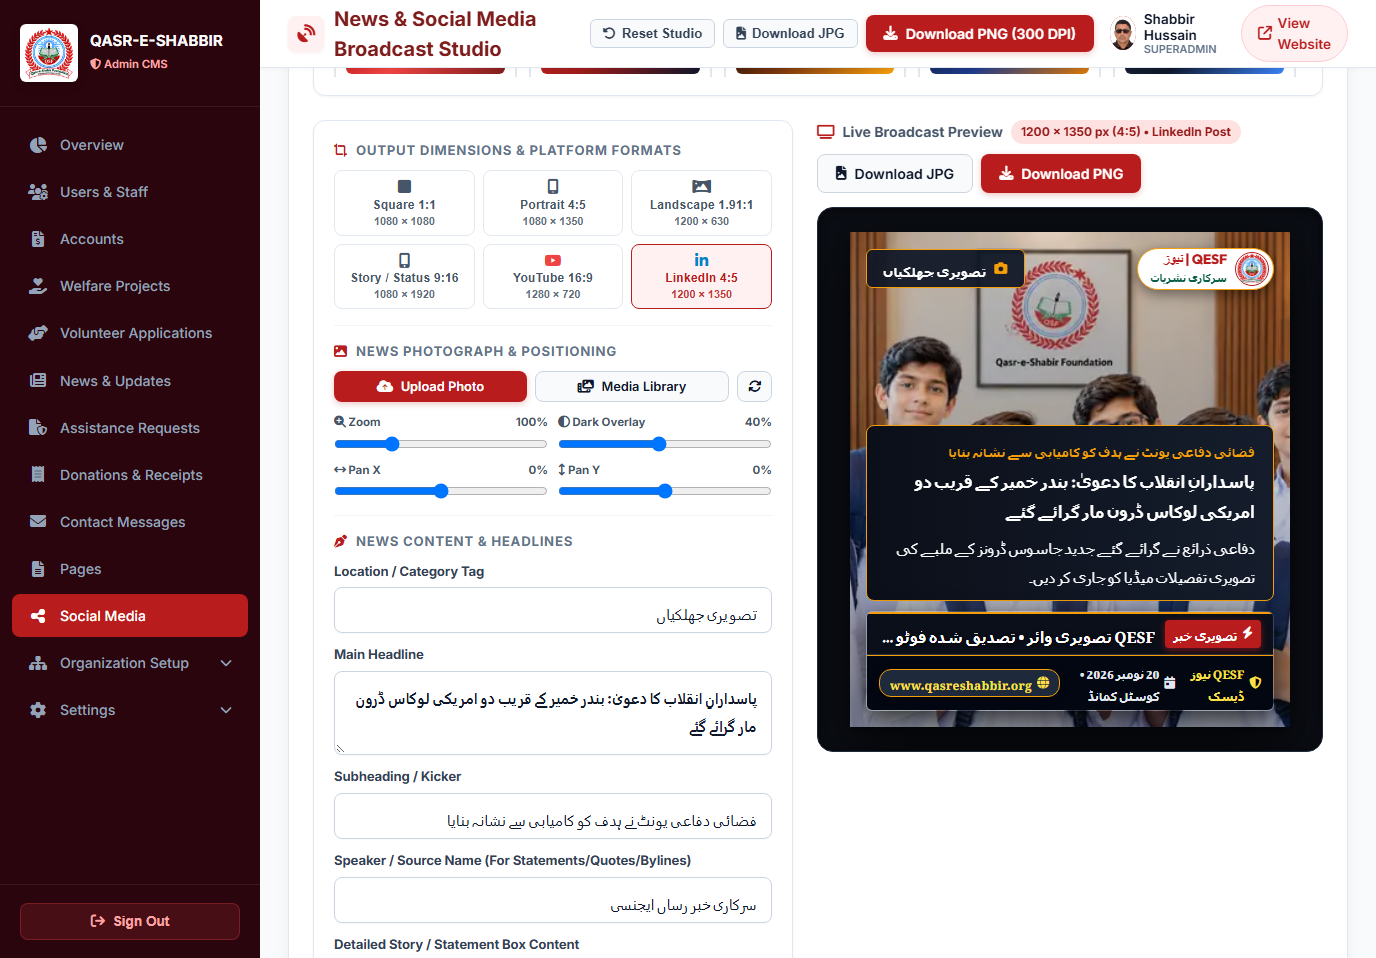 QASR-E-SHABBIR
Admin CMS
Overview
Users & Staff
Accounts
Welfare Projects
Volunteer Applications
News & Updates
Assistance Requests
Donations & Receipts
Contact Messages
Pages
Social Media
Organization Setup
Settings
Sign Out
News & Social Media
Broadcast Studio
Reset Studio
Download JPG
Download PNG (300 DPI)
Shabbir
Hussain
SUPERADMIN
View
Website
OUTPUT DIMENSIONS & PLATFORM FORMATS
Square 1:1
1080 × 1080
Portrait 4:5
1080 × 1350
Landscape 1.91:1
1200 × 630
Story / Status 9:16
1080 × 1920
YouTube 16:9
1280 × 720
LinkedIn 4:5
1200 × 1350
NEWS PHOTOGRAPH & POSITIONING
Upload Photo
Media Library
Zoom 100%
Dark Overlay 40%
Pan X 0%
Pan Y 0%
NEWS CONTENT & HEADLINES
Location / Category Tag
تصویری جھلکیاں
Main Headline
پاسدارانِ انقلاب کا دعویٰ: بندر خمیر کے قریب دو امریکی لوکاس ڈرون
مار گرائے گئے
Subheading / Kicker
فضائی دفاعی یونٹ نے ہدف کو کامیابی سے نشانہ بنایا
Speaker / Source Name (For Statements/Quotes/Bylines)
سرکاری خبر رساں ایجنسی
Detailed Story / Statement Box Content
Live Broadcast Preview
1200 × 1350 px (4:5) • LinkedIn Post
Download JPG
Download PNG
تصویری جھلکیاں
QESF | نیوز
سرکاری نشریات
Qasr-e-Shabir Foundation
فضائی دفاعی یونٹ نے ہدف کو کامیابی سے نشانہ بنایا
پاسدارانِ انقلاب کا دعویٰ: بندر خمیر کے قریب دو
امریکی لوکاس ڈرون مار گرائے گئے
دفاعی ذرائع نے گرائے گئے جدید جاسوس ڈرونز کے ملبے کی
تصویری تفصیلات میڈیا کو جاری کر دیں۔
تصویری خبر
QESF تصویری وائر • تصدیق شدہ فوٹو ...
QESF نیوز
ڈیسک
20 نومبر 2026 •
کوسٹل کمانڈ
www.qasreshabbir.org